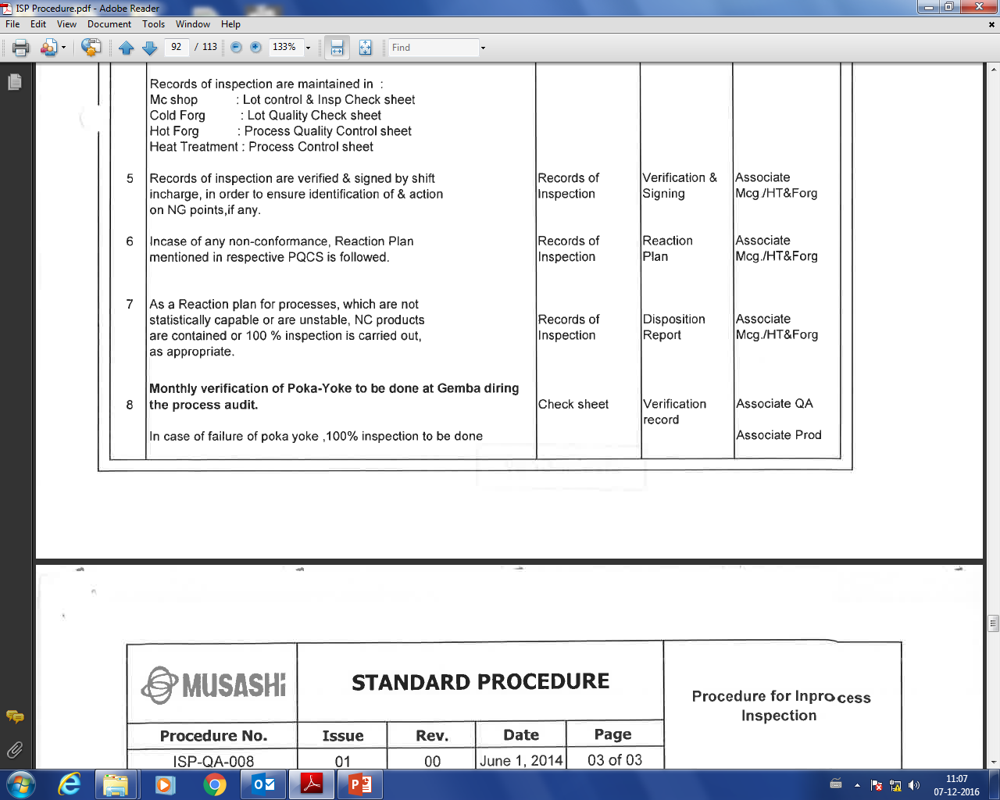 ISP Procedure.pdf - Adobe Reader
File Edit View Document Tools Window Help
92 / 113 133% Find
Records of inspection are maintained in :
Mc shop : Lot control & Insp Check sheet
Cold Forg : Lot Quality Check sheet
Hot Forg : Process Quality Control sheet
Heat Treatment : Process Control sheet
5 Records of inspection are verified & signed by shift Records of Verification & Associate
incharge, in order to ensure identification of & action Inspection Signing Mcg./HT&Forg
on NG points,if any.
6 Incase of any non-conformance, Reaction Plan Records of Reaction Associate
mentioned in respective PQCS is followed. Inspection Plan Mcg./HT&Forg
7 As a Reaction plan for processes, which are not
statistically capable or are unstable, NC products Records of Disposition Associate
are contained or 100 % inspection is carried out, Inspection Report Mcg./HT&Forg
as appropriate.
Monthly verification of Poka-Yoke to be done at Gemba diring
8 the process audit. Check sheet Verification Associate QA
record
In case of failure of poka yoke ,100% inspection to be done Associate Prod
MUSASHi STANDARD PROCEDURE Procedure for Inprocess
Inspection
Procedure No. Issue Rev. Date Page
ISP-QA-008 01 00 June 1, 2014 03 of 03
11:07
07-12-2016